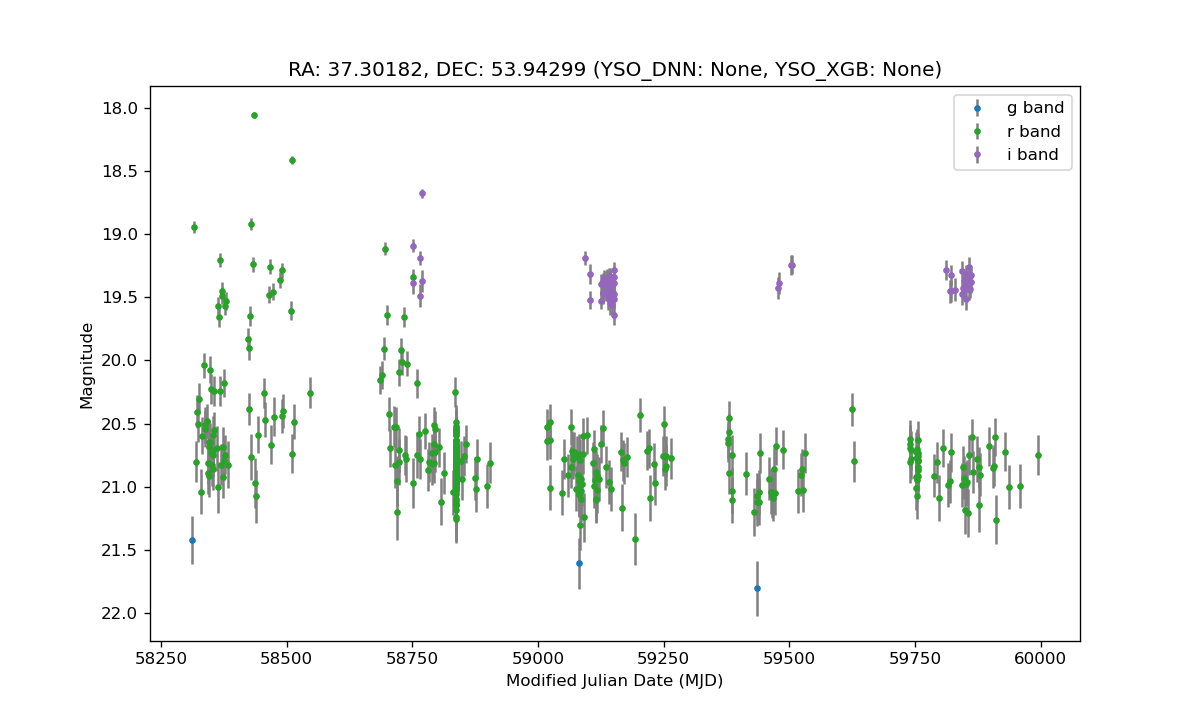 RA: 37.30182, DEC: 53.94299 (YSO_DNN: None, YSO_XGB: None)
g band
r band
i band
18.0
18.5
19.0
19.5
20.0
20.5
21.0
21.5
22.0
Magnitude
58250 58500 58750 59000 59250 59500 59750 60000
Modified Julian Date (MJD)